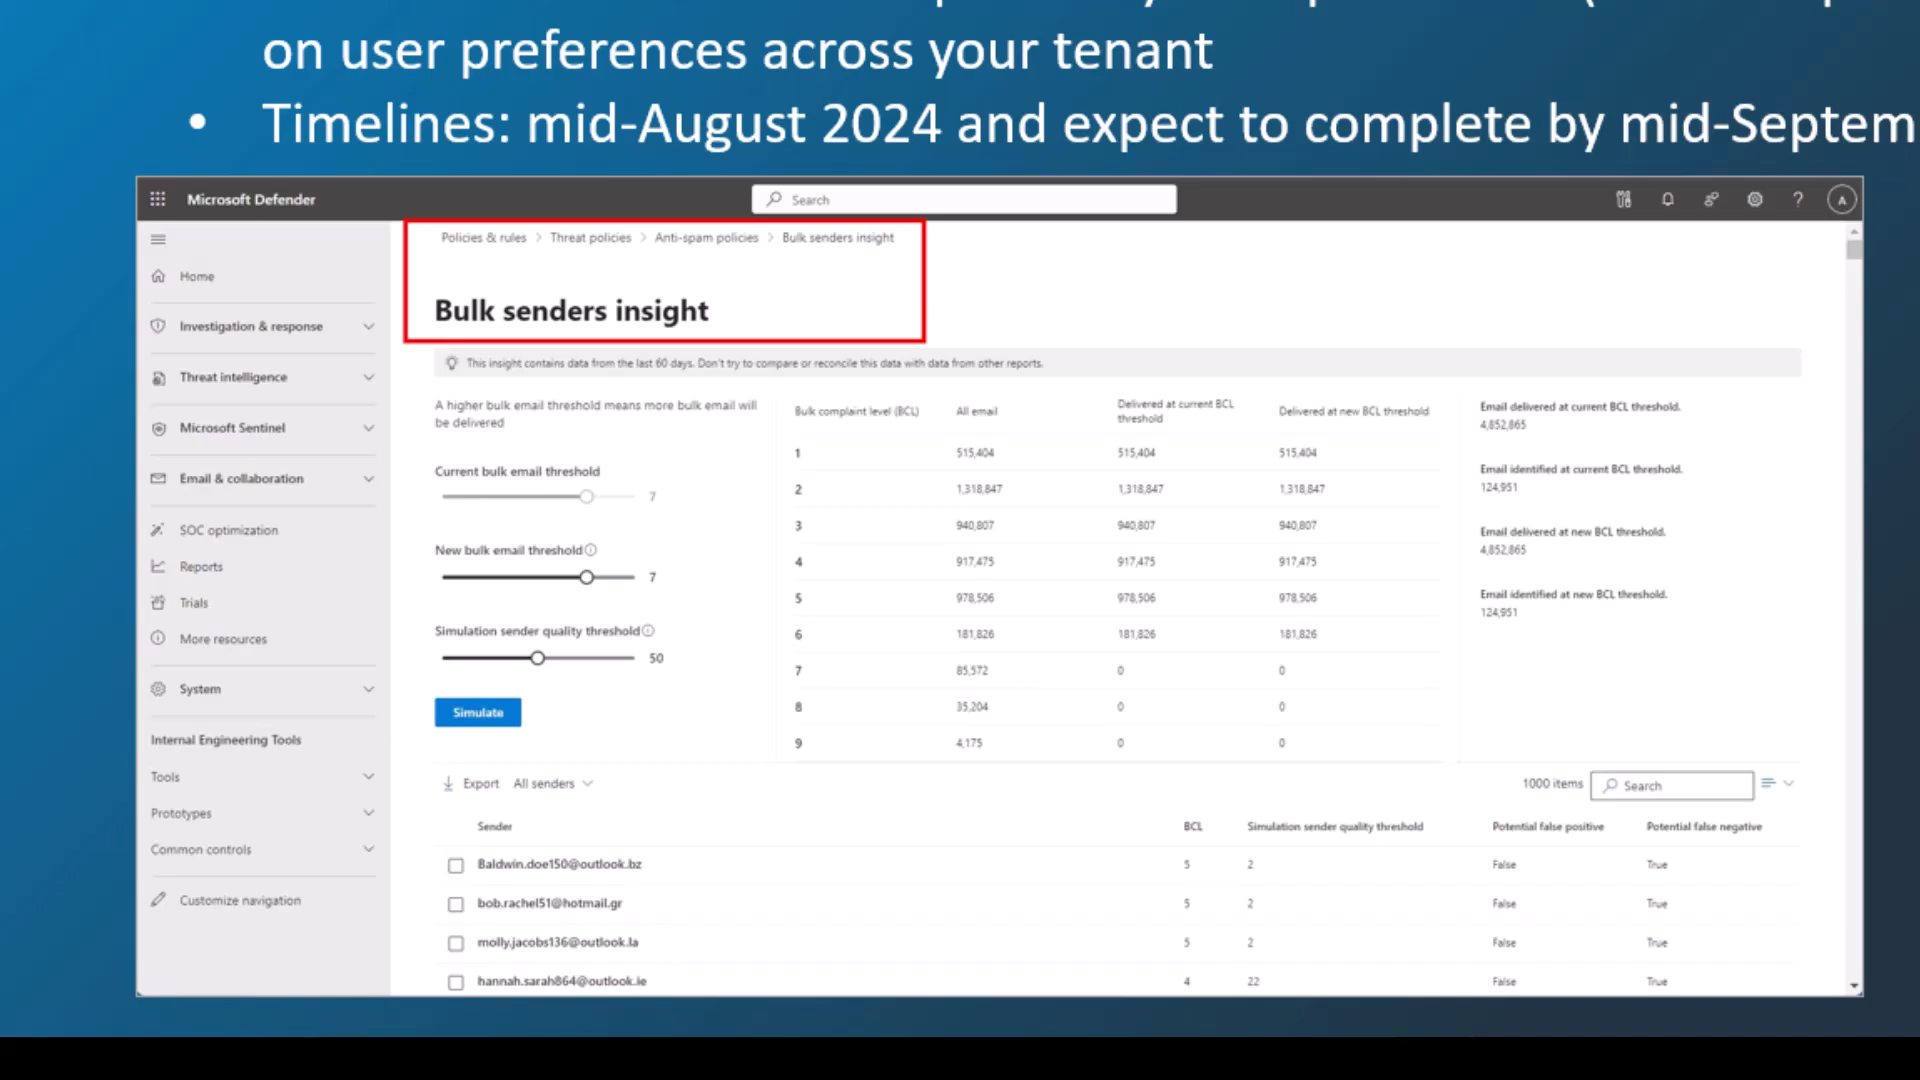 on user preferences across your tenant
• Timelines: mid-August 2024 and expect to complete by mid-Septem
Microsoft Defender
Search
A
Policies & rules > Threat policies > Anti-spam policies > Bulk senders insight
Home
Bulk senders insight
Investigation & response
This insight contains data from the last 60 days. Don't try to compare or reconcile this data with data from other reports.
Threat intelligence
Microsoft Sentinel
Email & collaboration
SOC optimization
Reports
Trials
More resources
System
Internal Engineering Tools
Tools
Prototypes
Common controls
Customize navigation
A higher bulk email threshold means more bulk email will
be delivered
Current bulk email threshold
7
New bulk email threshold
7
Simulation sender quality threshold
50
Simulate
Bulk complaint level (BCL) All email Delivered at current BCL threshold Delivered at new BCL threshold
1 515,404 515,404 515,404
2 1,318,847 1,318,847 1,318,847
3 940,807 940,807 940,807
4 917,475 917,475 917,475
5 978,506 978,506 978,506
6 181,826 181,826 181,826
7 85,572 0 0
8 35,204 0 0
9 4,175 0 0
Email delivered at current BCL threshold.
4,852,865
Email identified at current BCL threshold.
124,951
Email delivered at new BCL threshold.
4,852,865
Email identified at new BCL threshold.
124,951
Export All senders
1000 items Search
Sender BCL Simulation sender quality threshold Potential false positive Potential false negative
Baldwin.doe150@outlook.bz 5 2 False True
bob.rachel51@hotmail.gr 5 2 False True
molly.jacobs136@outlook.la 5 2 False True
hannah.sarah864@outlook.ie 4 22 False True